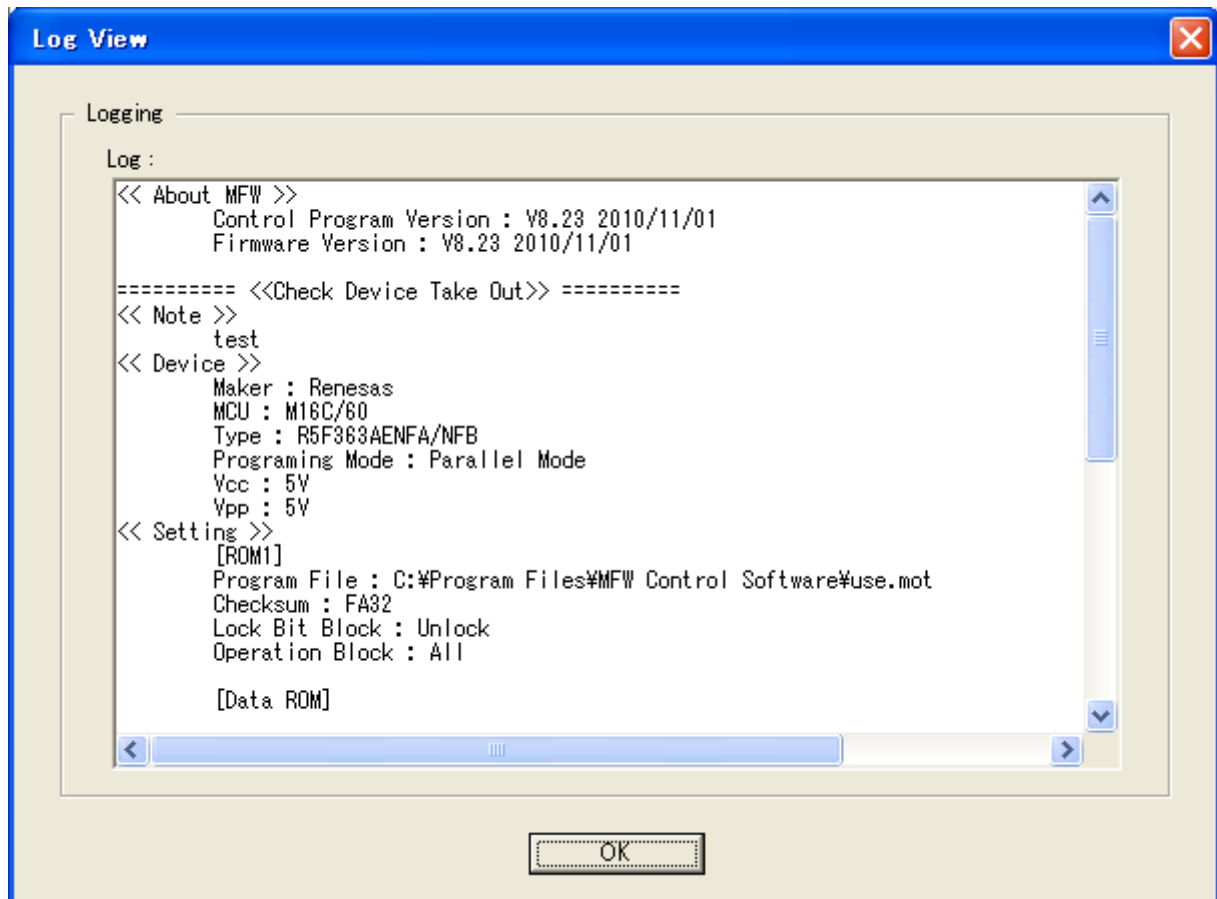 Log View
Logging
Log :
<< About MFW >>
Control Program Version : V8.23 2010/11/01
Firmware Version : V8.23 2010/11/01
========== <<Check Device Take Out>> ==========
<< Note >>
test
<< Device >>
Maker : Renesas
MCU : M16C/60
Type : R5F363AENFA/NFB
Programing Mode : Parallel Mode
Vcc : 5V
Vpp : 5V
<< Setting >>
[ROM1]
Program File : C:¥Program Files¥MFW Control Software¥use.mot
Checksum : FA32
Lock Bit Block : Unlock
Operation Block : All
[Data ROM]
OK